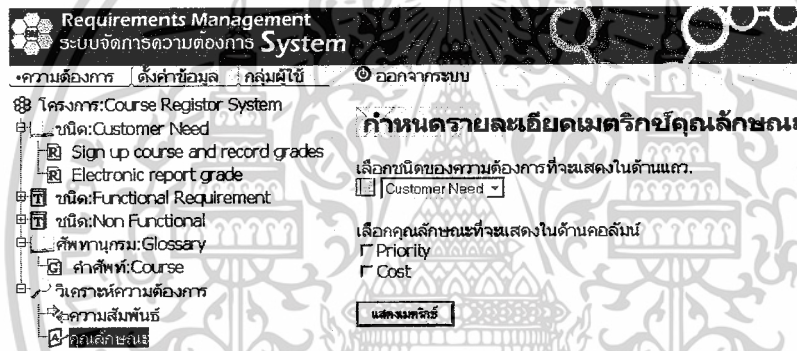 Requirements Management
ระบบจัดการความต้องการ System
•ความต้องการ ตั้งค่าข้อมูล กลุ่มผู้ใช้ ออกจากระบบ
โครงการ:Course Registor System
ชนิด:Customer Need
Sign up course and record grades
Electronic report grade
ชนิด:Functional Requirement
ชนิด:Non Functional
ศัพทานุกรม:Glossary
คำศัพท์:Course
วิเคราะห์ความต้องการ
ความสัมพันธ์
คุณลักษณะ
กำหนดรายละเอียดเมตริกซ์คุณลักษณะ
เลือกชนิดของความต้องการที่จะแสดงในด้านแถว.
Customer Need
เลือกคุณลักษณะที่จะแสดงในด้านคอลัมน์
Priority
Cost
แสดงเมตริกซ์